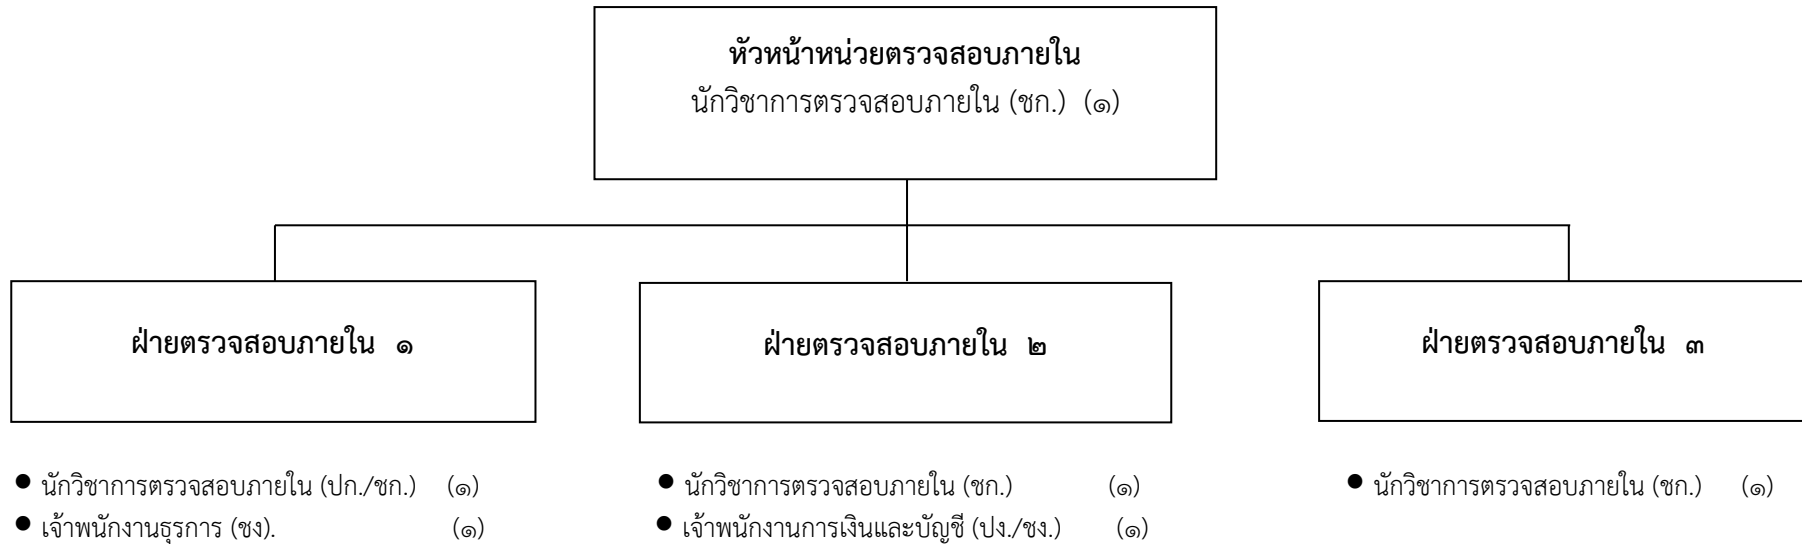 หัวหน้าหน่วยตรวจสอบภายใน
นักวิชาการตรวจสอบภายใน (ชก.) (๑)
ฝ่ายตรวจสอบภายใน ๑
ฝ่ายตรวจสอบภายใน ๒
ฝ่ายตรวจสอบภายใน ๓
● นักวิชาการตรวจสอบภายใน (ปก./ชก.) (๑)
● เจ้าพนักงานธุรการ (ชง). (๑)
● นักวิชาการตรวจสอบภายใน (ชก.) (๑)
● เจ้าพนักงานการเงินและบัญชี (ปง./ชง.) (๑)
● นักวิชาการตรวจสอบภายใน (ชก.) (๑)